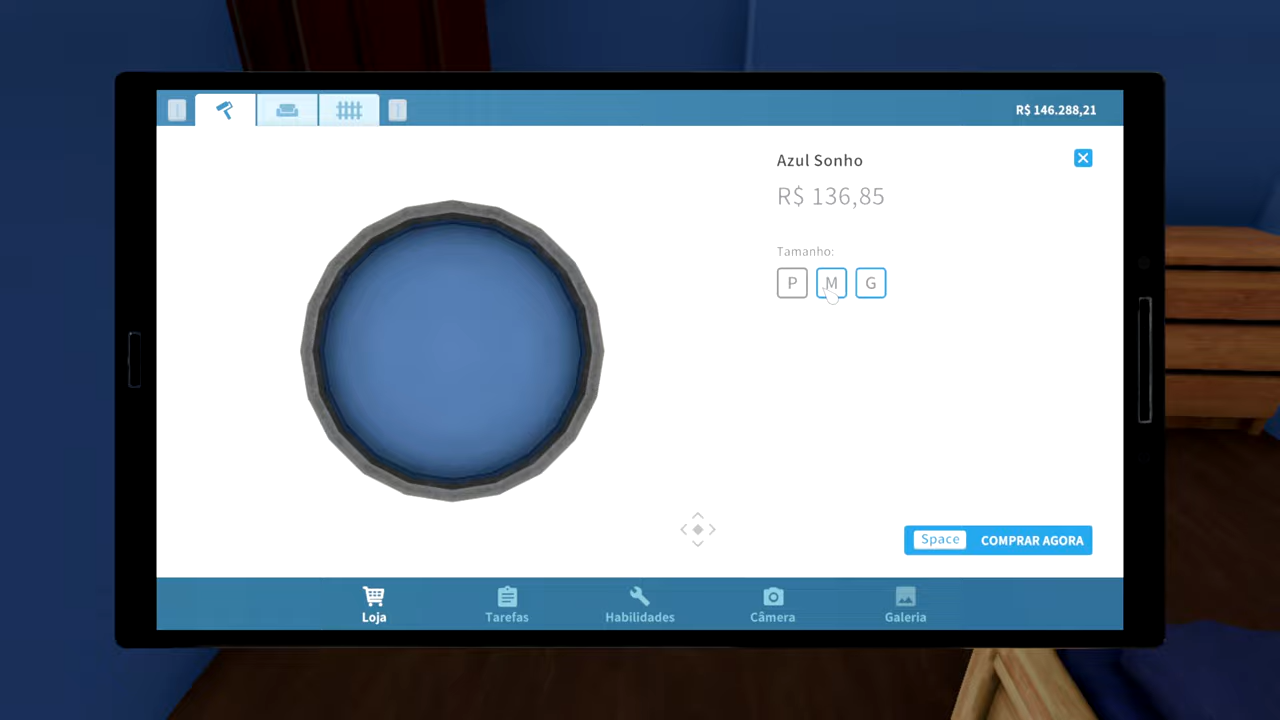 R$ 146.288,21
Azul Sonho
R$ 136,85
Tamanho:
P M G
Space COMPRAR AGORA
Loja Tarefas Habilidades Câmera Galeria